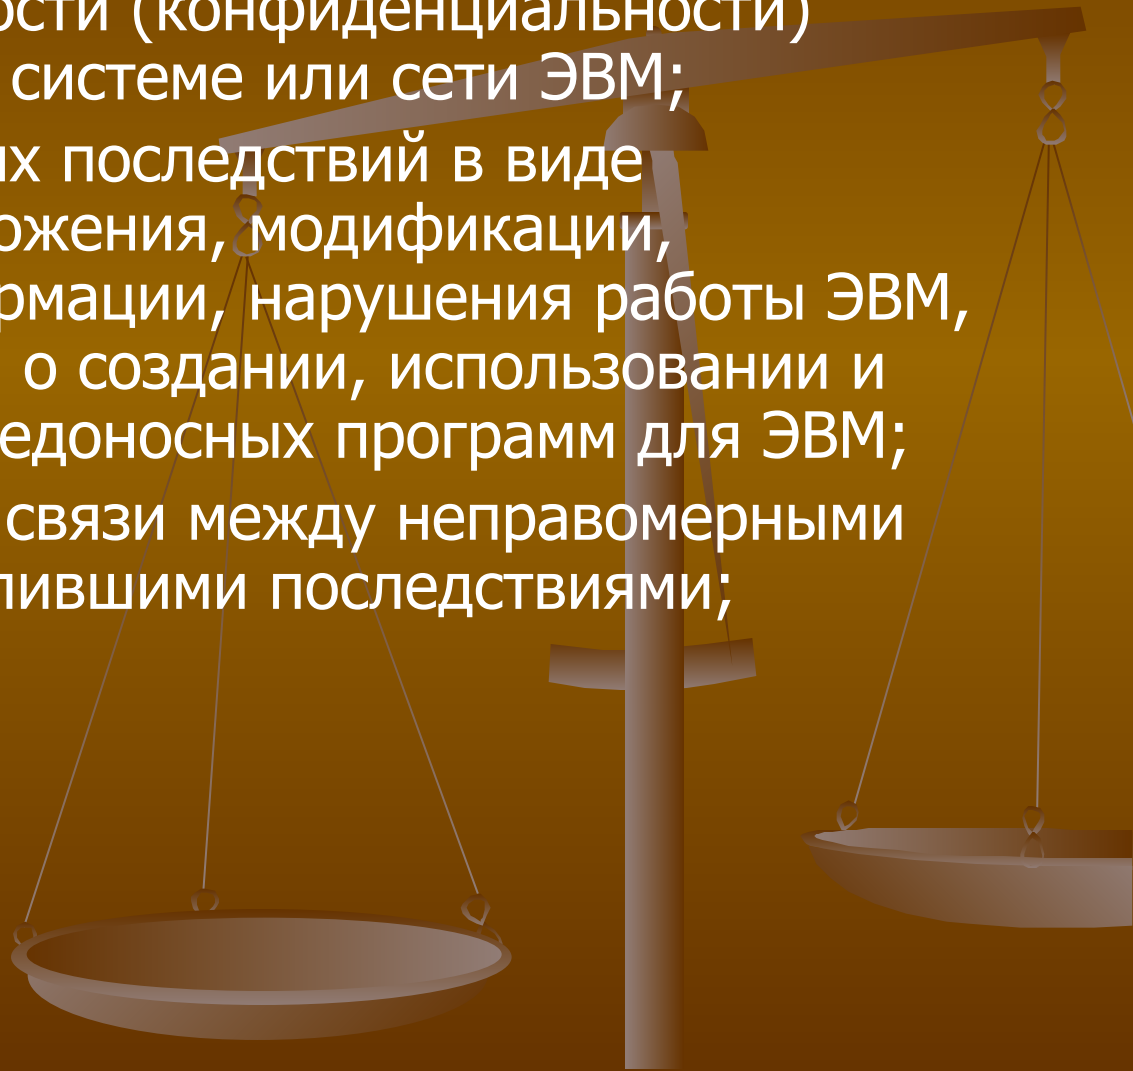 ости (конфиденциальности)
системе или сети ЭВМ;
их последствий в виде
ожения, модификации,
рмации, нарушения работы ЭВМ,
о создании, использовании и
едоносных программ для ЭВМ;
связи между неправомерными
пившими последствиями;